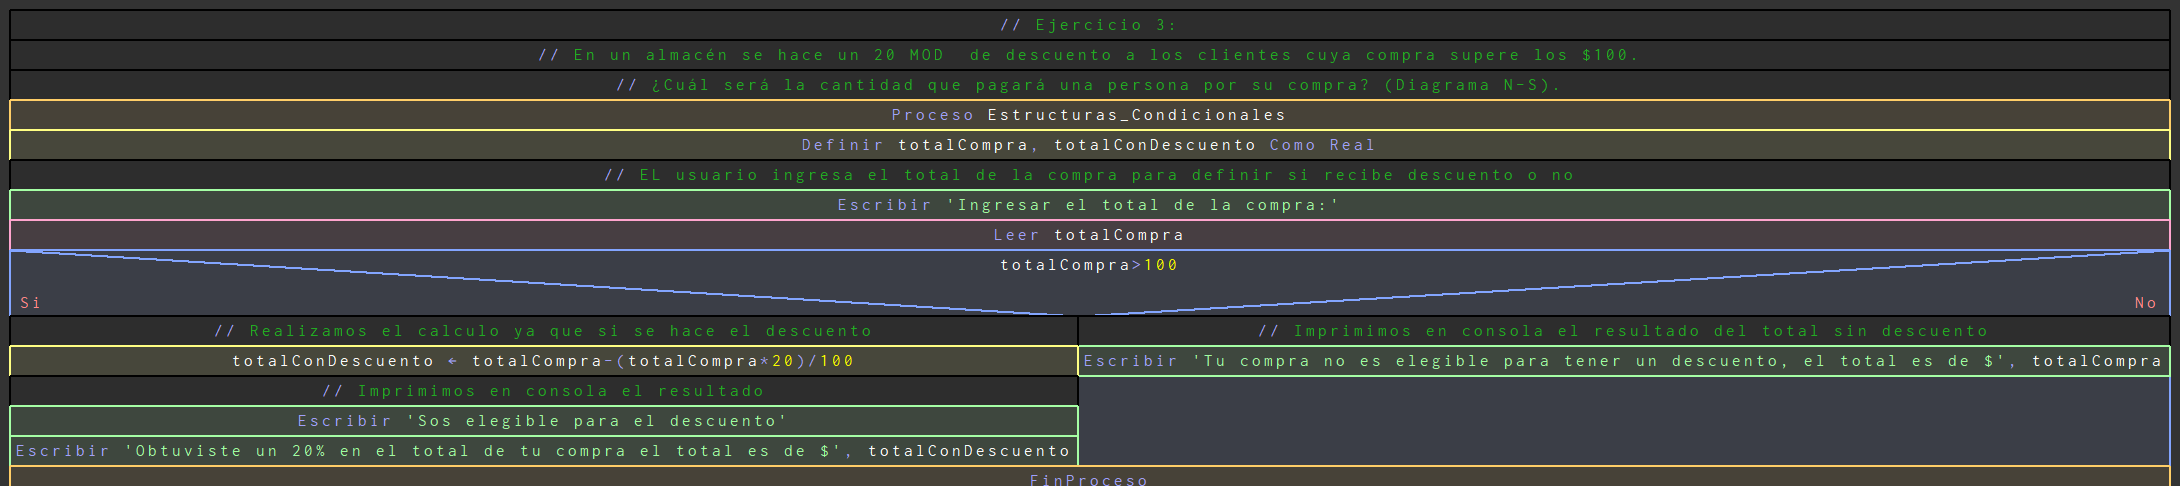 // Ejercicio 3:
// En un almacén se hace un 20 MOD  de descuento a los clientes cuya compra supere los $100.
// ¿Cuál será la cantidad que pagará una persona por su compra? (Diagrama N-S).
Proceso Estructuras_Condicionales
Definir totalCompra, totalConDescuento Como Real
// EL usuario ingresa el total de la compra para definir si recibe descuento o no
Escribir 'Ingresar el total de la compra:'
Leer totalCompra
totalCompra>100
Si
No
// Realizamos el calculo ya que si se hace el descuento
totalConDescuento ← totalCompra-(totalCompra*20)/100
// Imprimimos en consola el resultado
Escribir 'Sos elegible para el descuento'
Escribir 'Obtuviste un 20% en el total de tu compra el total es de $', totalConDescuento
// Imprimimos en consola el resultado del total sin descuento
Escribir 'Tu compra no es elegible para tener un descuento, el total es de $', totalCompra
FinProceso